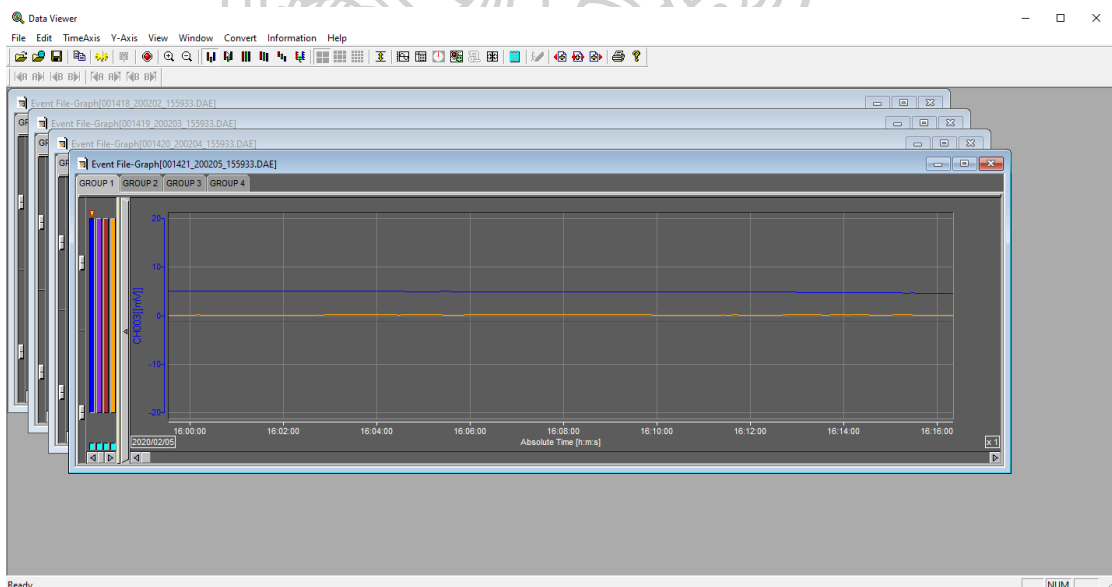 Data Viewer
File Edit TimeAxis Y-Axis View Window Convert Information Help
Event File-Graph[001418_200202_155933.DAE]
GR
Event File-Graph[001419_200203_155933.DAE]
GR
Event File-Graph[001420_200204_155933.DAE]
GR
Event File-Graph[001421_200205_155933.DAE]
GROUP 1 GROUP 2 GROUP 3 GROUP 4
20
10
0
-10
-20
CH003[[mV]]
16:00:00 16:02:00 16:04:00 16:06:00 16:08:00 16:10:00 16:12:00 16:14:00 16:16:00
2020/02/05 Absolute Time [h:m:s] x 1
Ready NUM